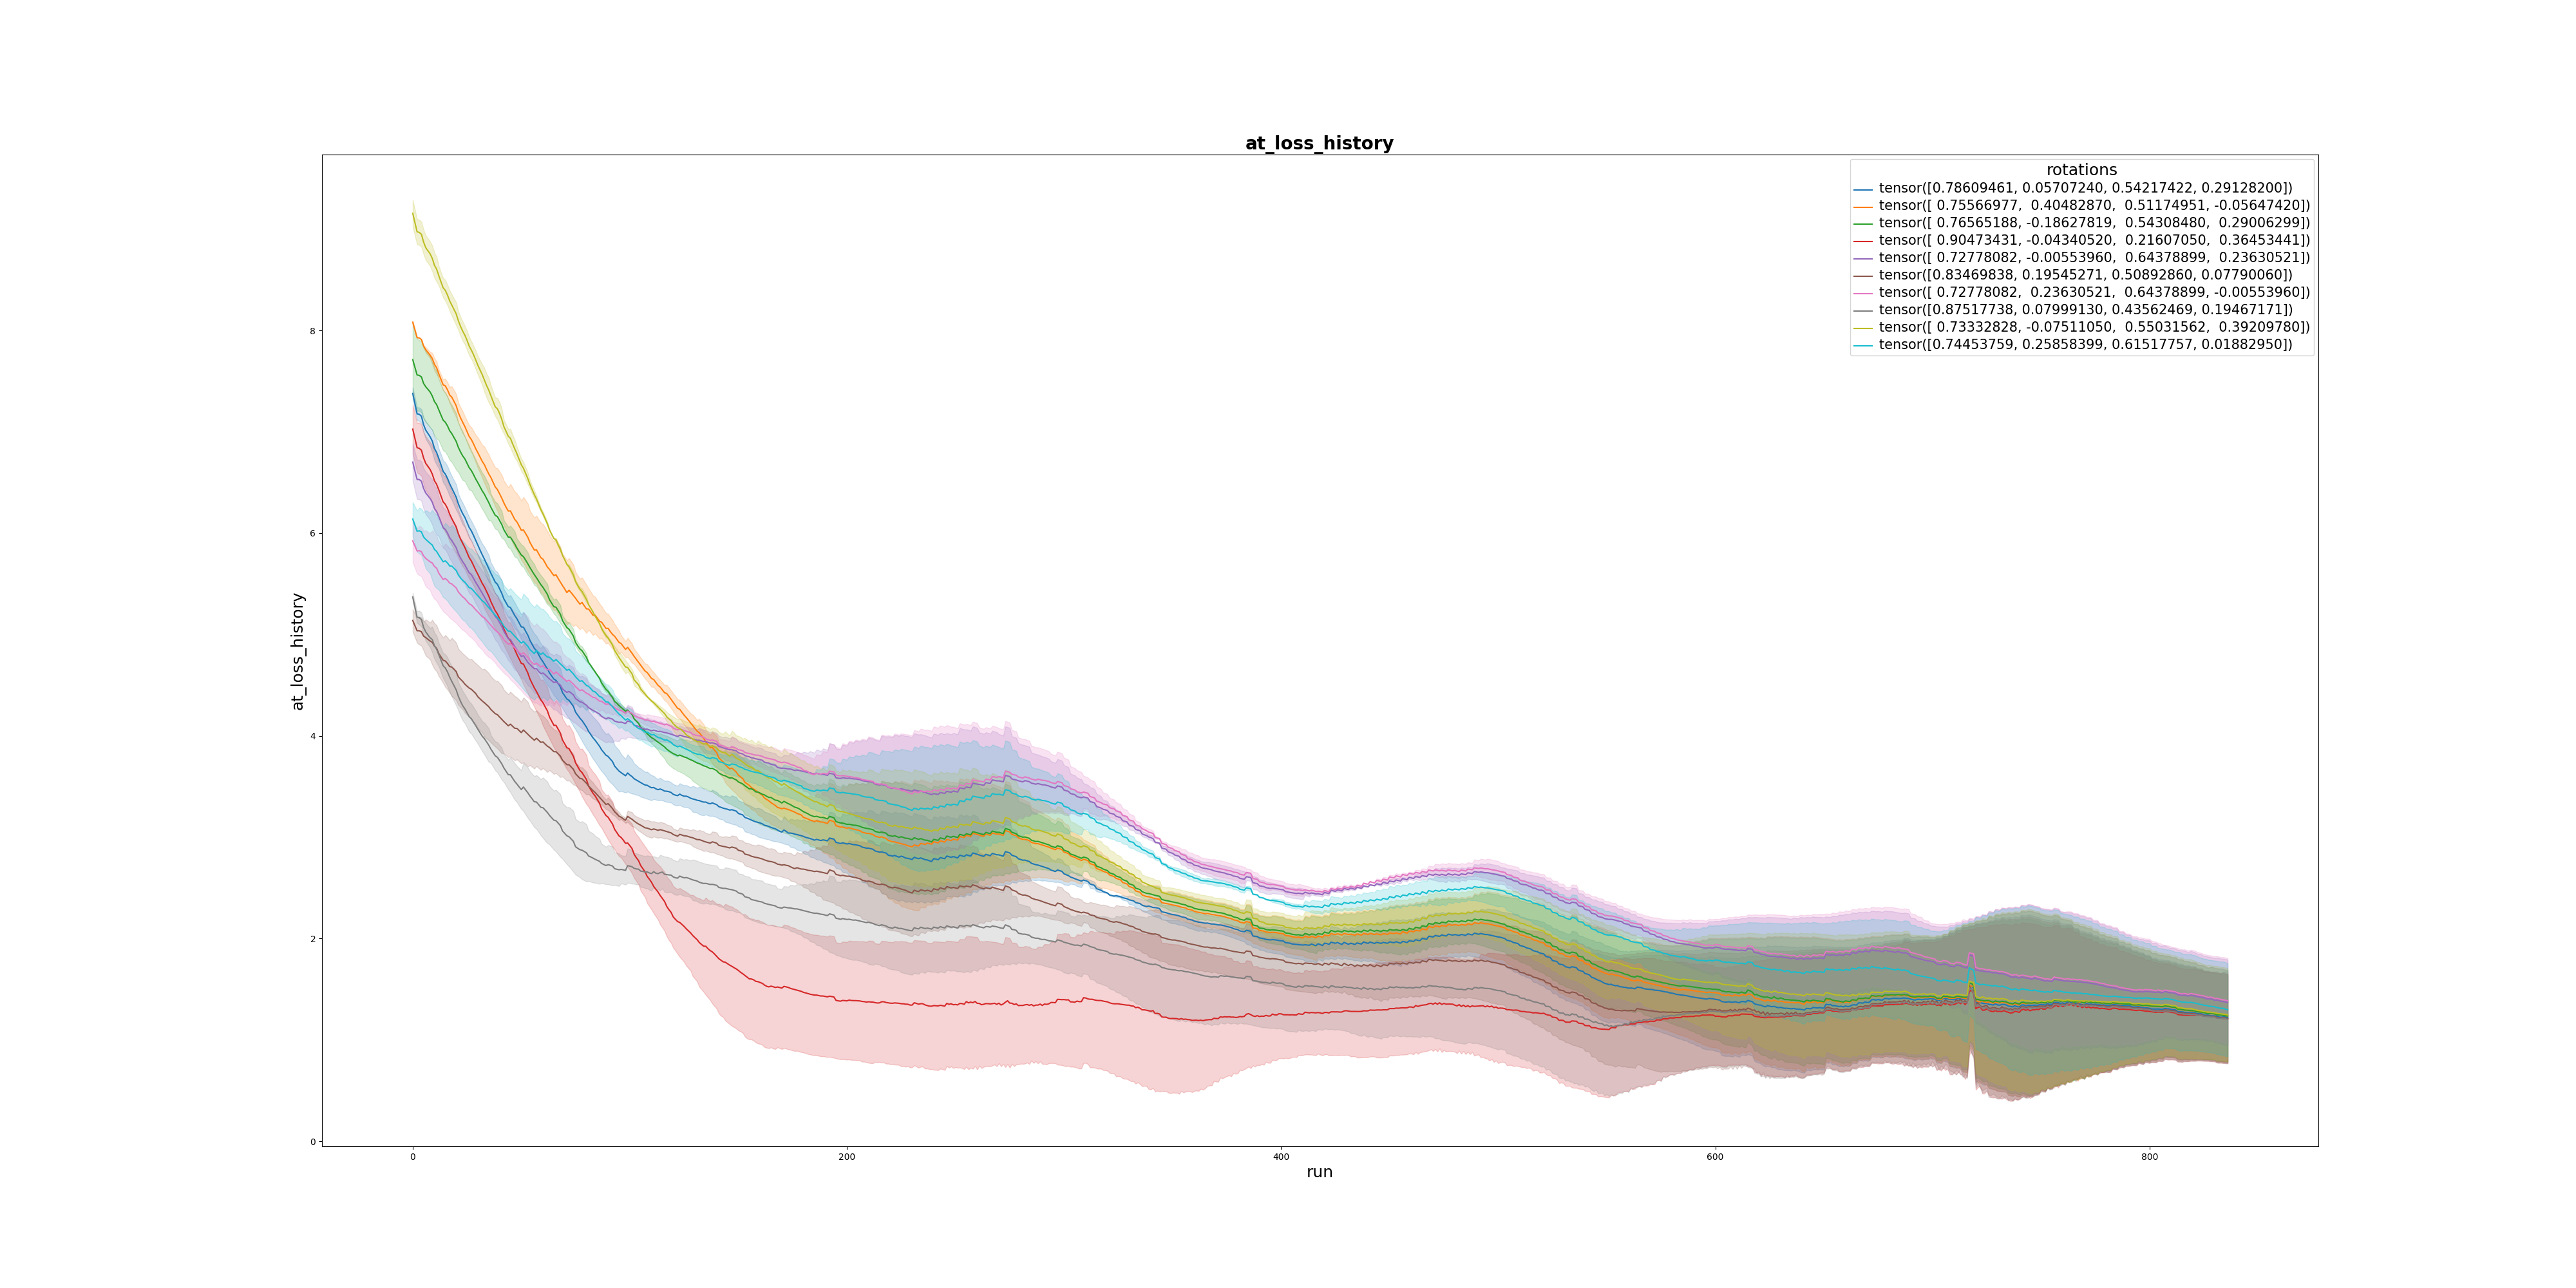 at_loss_history
rotations
tensor([0.78609461, 0.05707240, 0.54217422, 0.29128200])
tensor([ 0.75566977,  0.40482870,  0.51174951, -0.05647420])
tensor([ 0.76565188, -0.18627819,  0.54308480,  0.29006299])
tensor([ 0.90473431, -0.04340520,  0.21607050,  0.36453441])
tensor([ 0.72778082, -0.00553960,  0.64378899,  0.23630521])
tensor([0.83469838, 0.19545271, 0.50892860, 0.07790060])
tensor([ 0.72778082,  0.23630521,  0.64378899, -0.00553960])
tensor([0.87517738, 0.07999130, 0.43562469, 0.19467171])
tensor([ 0.73332828, -0.07511050,  0.55031562,  0.39209780])
tensor([0.74453759, 0.25858399, 0.61517757, 0.01882950])
at_loss_history
8
6
4
2
0
0 200 400 600 800
run